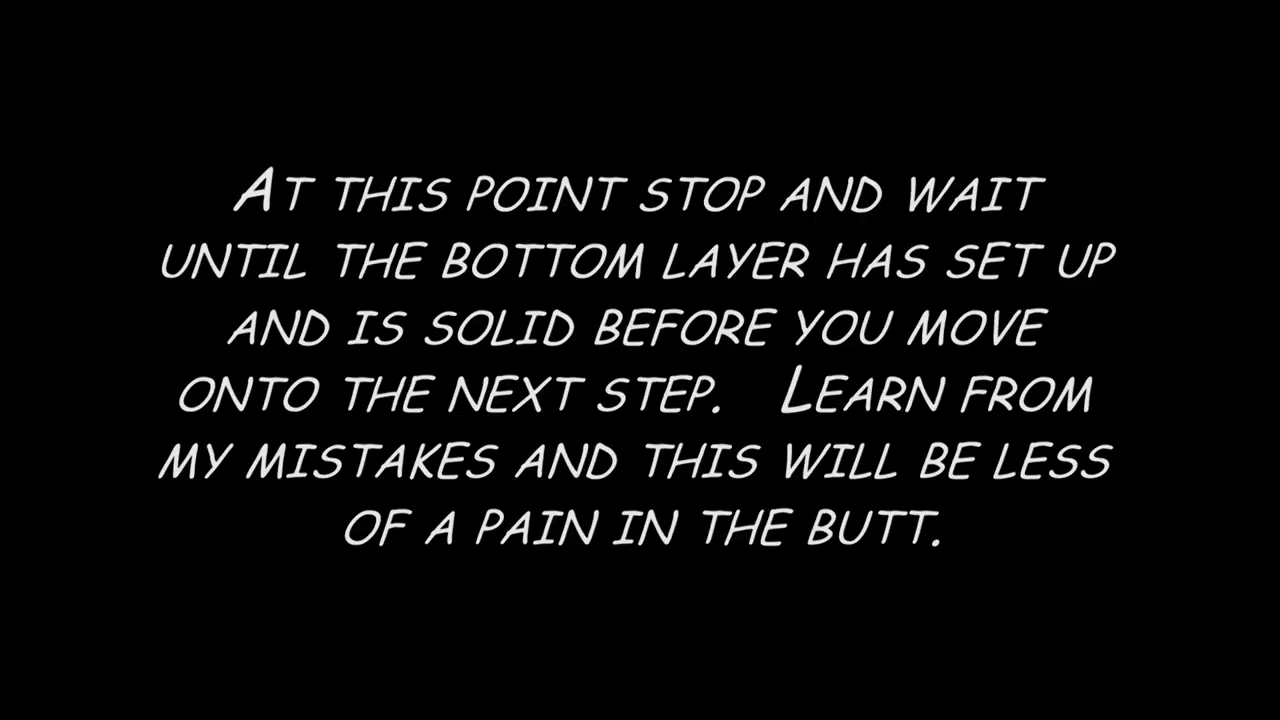 At this point stop and wait
until the bottom layer has set up
and is solid before you move
onto the next step.   Learn from
my mistakes and this will be less
of a pain in the butt.